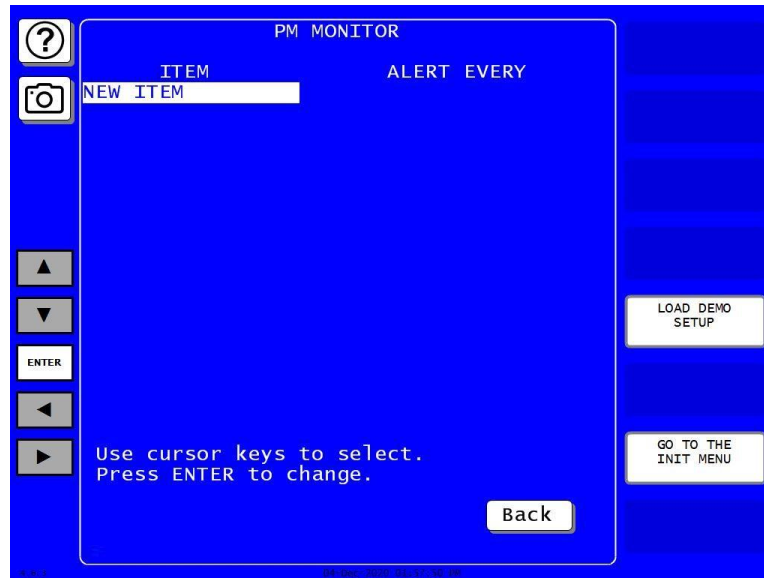 ?
PM MONITOR
ITEM ALERT EVERY
NEW ITEM
LOAD DEMO
SETUP
ENTER
Use cursor keys to select.
Press ENTER to change.
GO TO THE
INIT MENU
Back